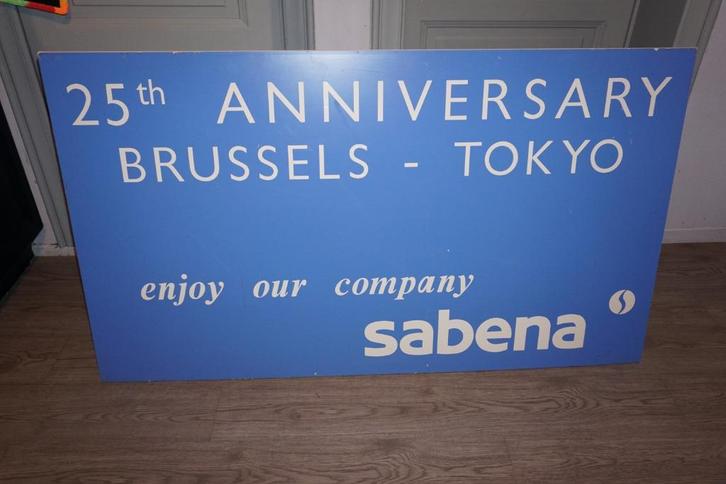 25th ANNIVERSARY
BRUSSELS - TOKYO
enjoy our company
sabena